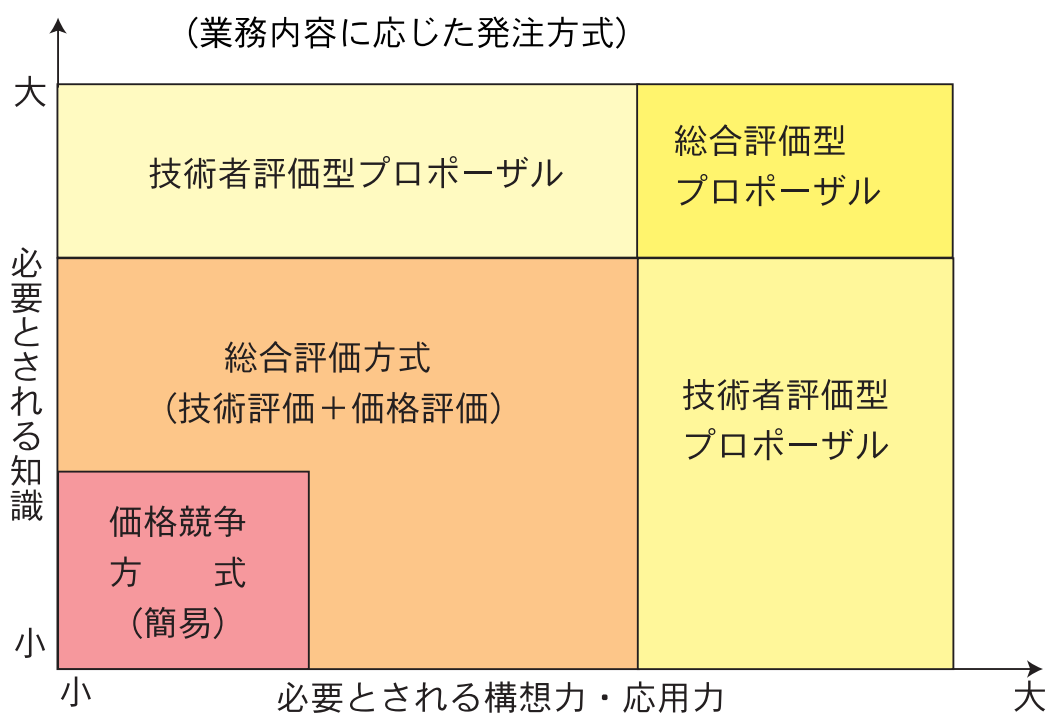 （業務内容に応じた発注方式）
大
技術者評価型プロポーザル
総合評価型
プロポーザル
必要とされる知識
総合評価方式
（技術評価＋価格評価）
技術者評価型
プロポーザル
価格競争
方　　式
（簡易）
小
小
必要とされる構想力・応用力
大